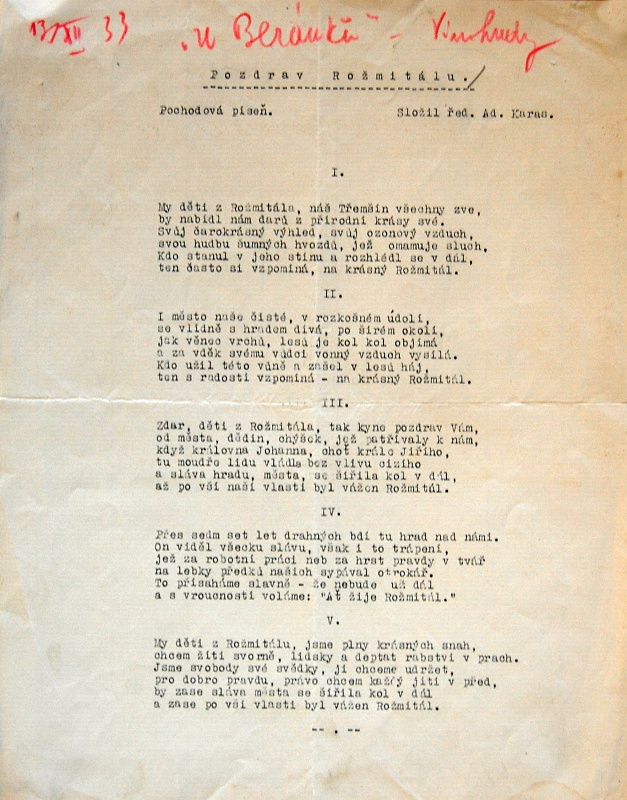 13/XII 33 „u Beránka" - Vinohrady
Pozdrav Rožmitálu.
Pochodová píseň. Složil řed. Ad. Karas.
I.
My děti z Rožmitála, náš Třemšín všechny zve,
by nabídl nám darů z přírodní krásy své.
Svůj čarokrásný výhled, svůj ozonový vzduch,
svou hudbu šumných hvozdů, jež omamuje sluch,
Kdo stanul v jeho stínu a rozhlédl se v dál,
ten často si vzpomíná, na krásný Rožmitál.
II.
I město naše čisté, v rozkošném údolí,
se vlídně s hradem dívá, po širém okolí,
jak věnec vrchů, lesů je kol kol objímá
a za vděk svému vůdci vonný vzduch vysílá.
Kdo užil této vůně a zašel v lesů háj,
ten s radostí vzpomíná - na krásný Rožmitál.
III.
Zdar, děti z Rožmitála, tak kyne pozdrav Vám,
od města, dědin, chýšek, jež patřívaly k nám,
když královna Johanna, choť krále Jiřího,
tu moudře lidu vládla bez vlivu cizího
a sláva hradu, města, se šířila kol v dál,
až po vší naší vlasti byl vážen Rožmitál.
IV.
Přes sedm set let drahných bdí tu hrad nad námi.
On viděl všecku slávu, však i to trápení,
jež za robotní práci neb za hrst pravdy v tvář
na lebky předků našich sypával otrokář.
To přísaháme slavně - že nebude už dál
a s vroucností voláme: "Ať žije Rožmitál."
V.
My děti z Rožmitálu, jsme plny krásných snah,
chcem žíti svorně, lidsky a deptat rabství v prach.
Jsme svobody své svědky, ji chceme udržet,
pro dobro pravdu, právo chcem každý jíti v před,
by zase sláva města se šířila kol v dál
a zase po vší vlasti byl vážen Rožmitál.
-- . --